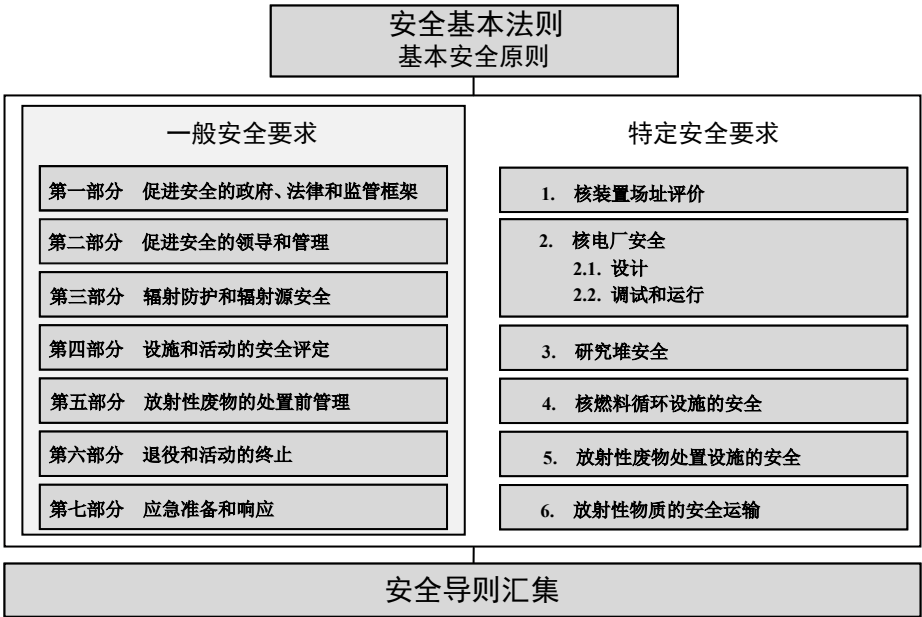 安全基本法则
基本安全原则
一般安全要求
第一部分 促进安全的政府、法律和监管框架
第二部分 促进安全的领导和管理
第三部分 辐射防护和辐射源安全
第四部分 设施和活动的安全评定
第五部分 放射性废物的处置前管理
第六部分 退役和活动的终止
第七部分 应急准备和响应
特定安全要求
1. 核装置场址评价
2. 核电厂安全
2.1. 设计
2.2. 调试和运行
3. 研究堆安全
4. 核燃料循环设施的安全
5. 放射性废物处置设施的安全
6. 放射性物质的安全运输
安全导则汇集